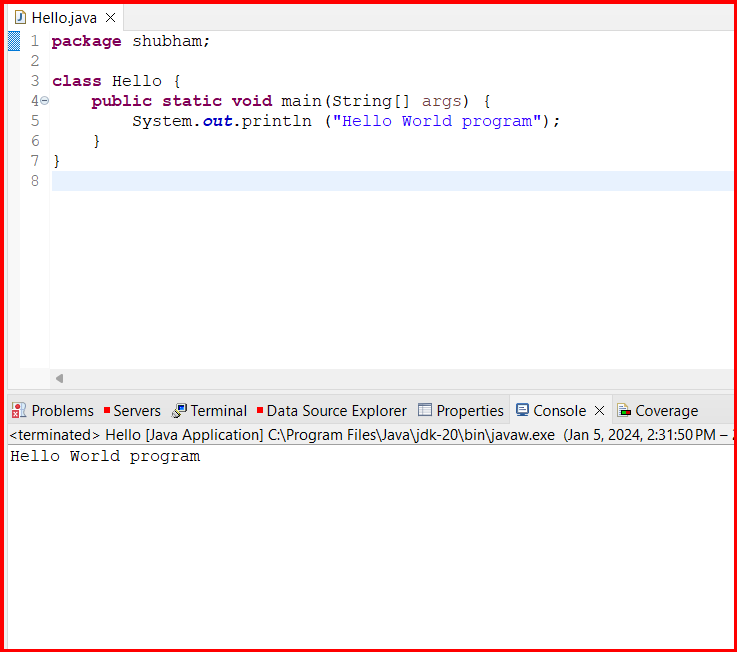 Hello.java
1 package shubham;
2
3 class Hello {
4 public static void main(String[] args) {
5 System.out.println ("Hello World program");
6 }
7 }
8
Problems Servers Terminal Data Source Explorer Properties Console Coverage
<terminated> Hello [Java Application] C:\Program Files\Java\jdk-20\bin\javaw.exe (Jan 5, 2024, 2:31:50 PM –
Hello World program